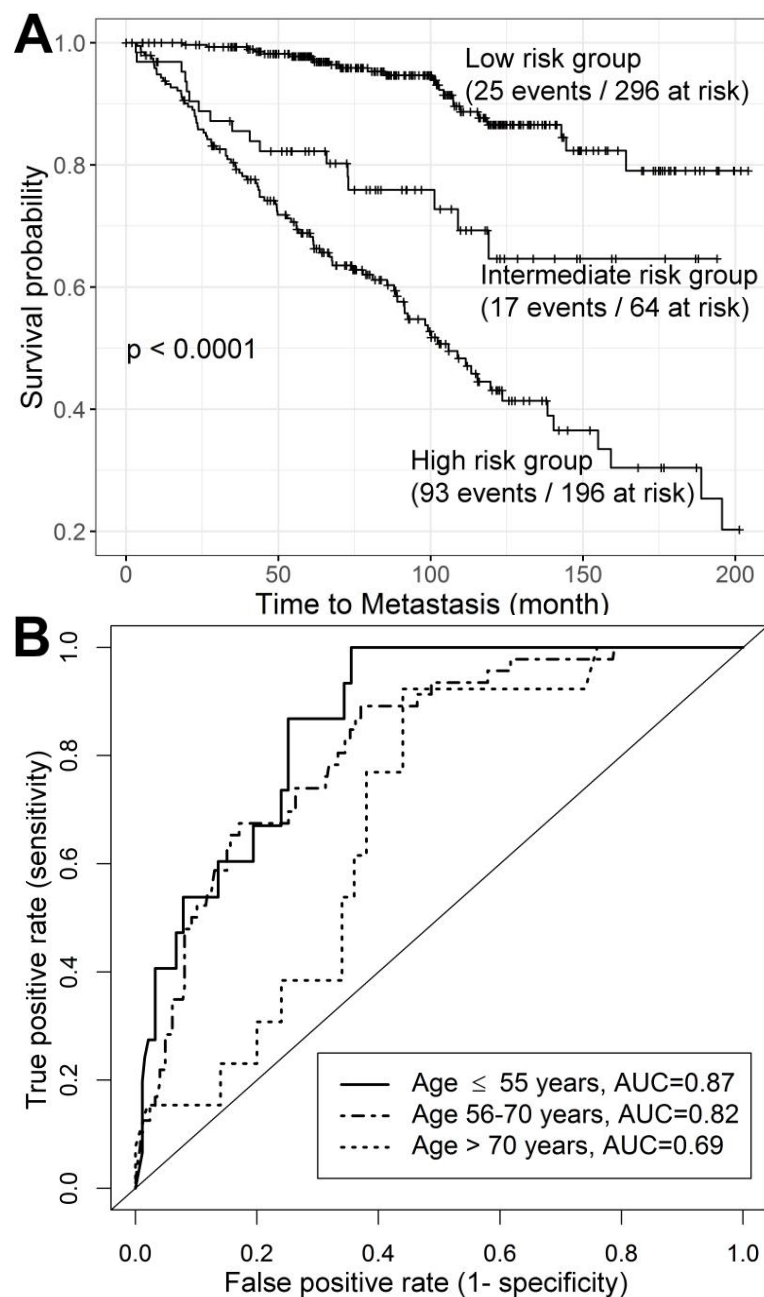 A
1.0
Low risk group
(25 events / 296 at risk)
0.8
Survival probability
0.6
Intermediate risk group
(17 events / 64 at risk)
p < 0.0001
0.4
High risk group
(93 events / 196 at risk)
0.2
0 50 100 150 200
Time to Metastasis (month)
B
1.0
0.8
0.6
True positive rate (sensitivity)
0.4
0.2
0.0
Age ≤ 55 years, AUC=0.87
Age 56-70 years, AUC=0.82
Age > 70 years, AUC=0.69
0.0 0.2 0.4 0.6 0.8 1.0
False positive rate (1- specificity)